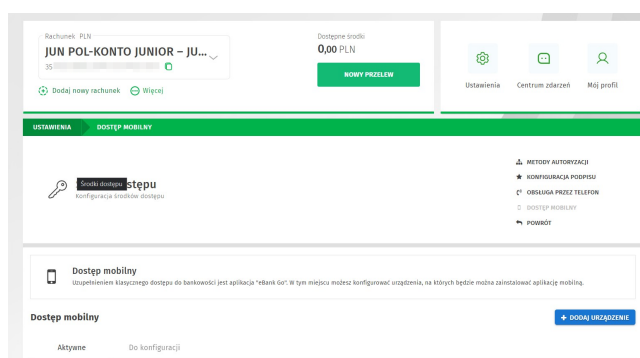 Rachunek PLN
JUN POL-KONTO JUNIOR – JU...
35
Dodaj nowy rachunek
Więcej
Dostępne środki
0,00 PLN
NOWY PRZELEW
Ustawienia
Centrum zdarzeń
Mój profil
USTAWIENIA
DOSTĘP MOBILNY
Środki dostępu
stępu
Konfiguracja środków dostępu
METODY AUTORYZACJI
KONFIGURACJA PODPISU
OBSŁUGA PRZEZ TELEFON
DOSTĘP MOBILNY
POWRÓT
Dostęp mobilny
Uzupełnieniem klasycznego dostępu do bankowości jest aplikacja "eBank Go". W tym miejscu możesz konfigurować urządzenia, na których będzie można zainstalować aplikację mobilną.
Dostęp mobilny
+ DODAJ URZĄDZENIE
Aktywne
Do konfiguracji